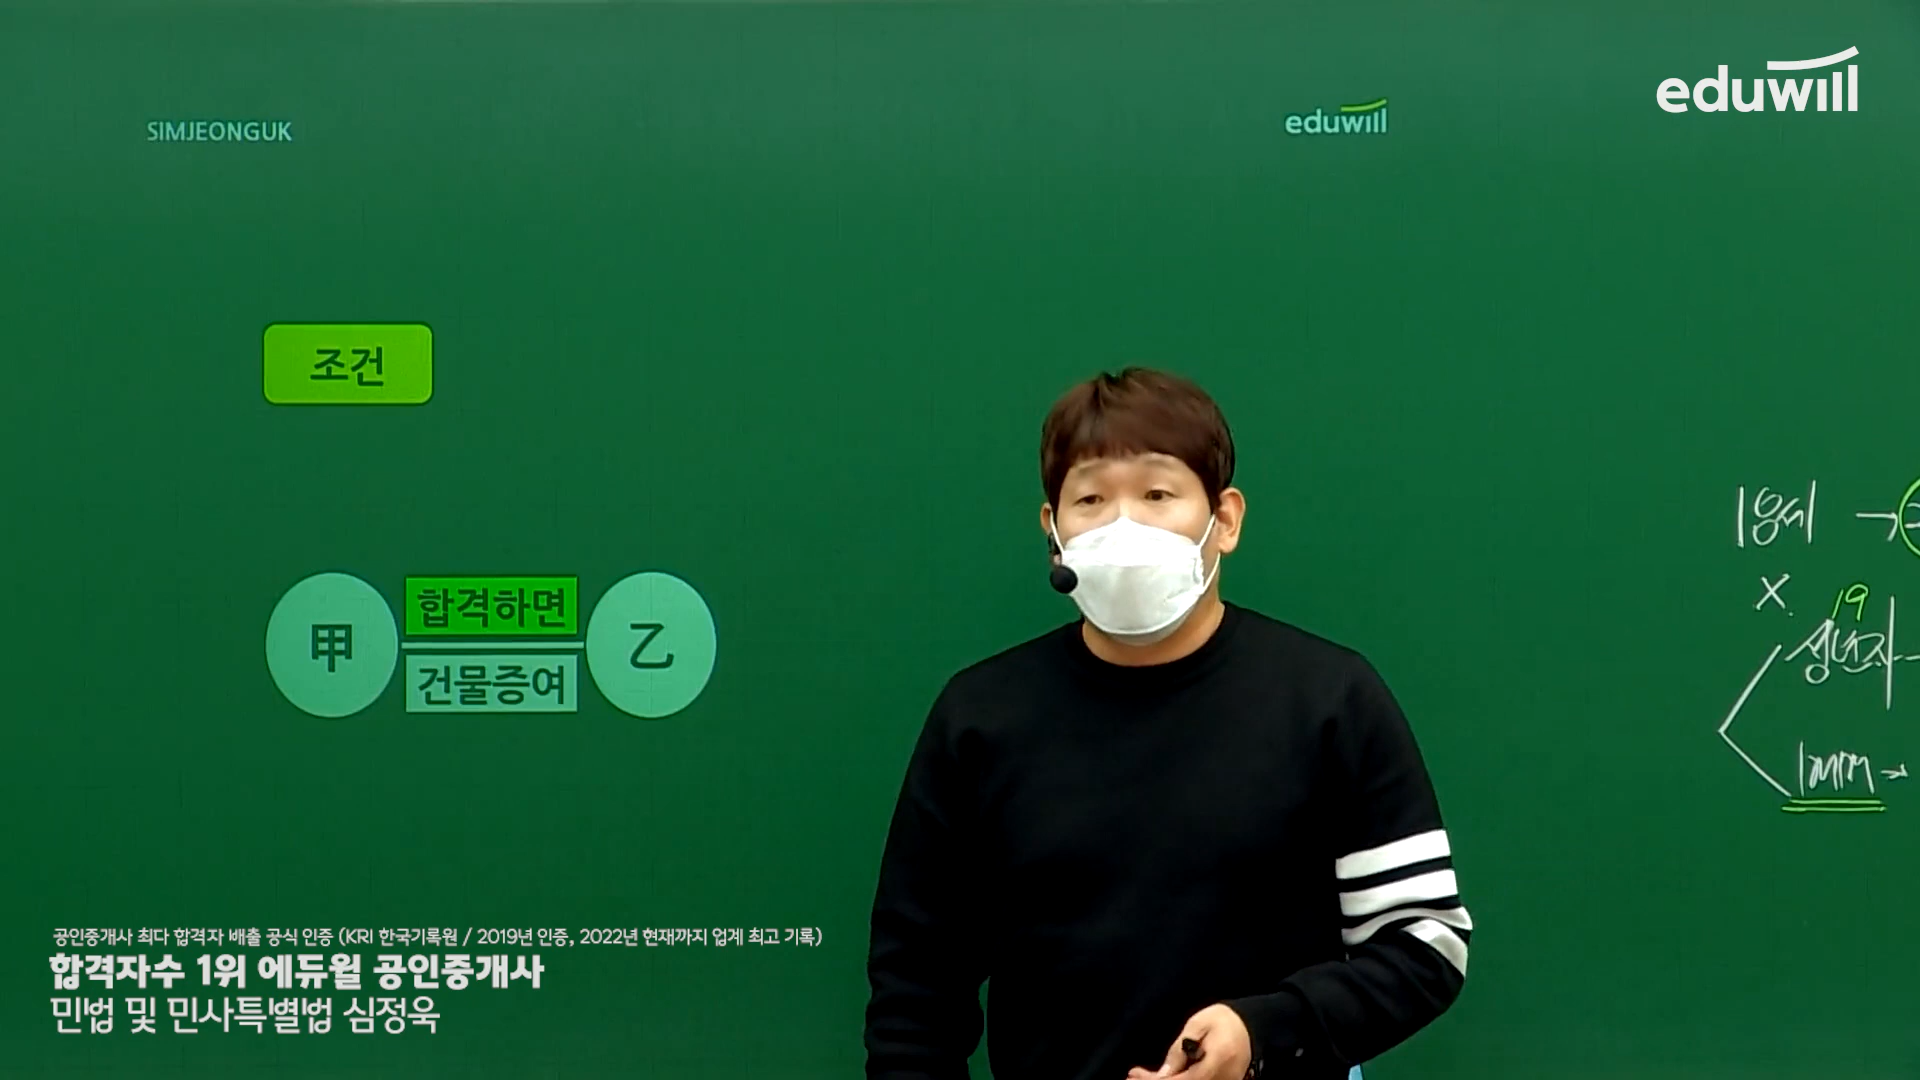 eduwill
SIMJEONGUK
eduwill
조건
甲
합격하면
건물증여
乙
X
19
성년자
공인중개사 최다 합격자 배출 공식 인증 (KRI 한국기록원 / 2019년 인증, 2022년 현재까지 업계 최고 기록)
합격자수 1위 에듀윌 공인중개사
민법 및 민사특별법 심정욱